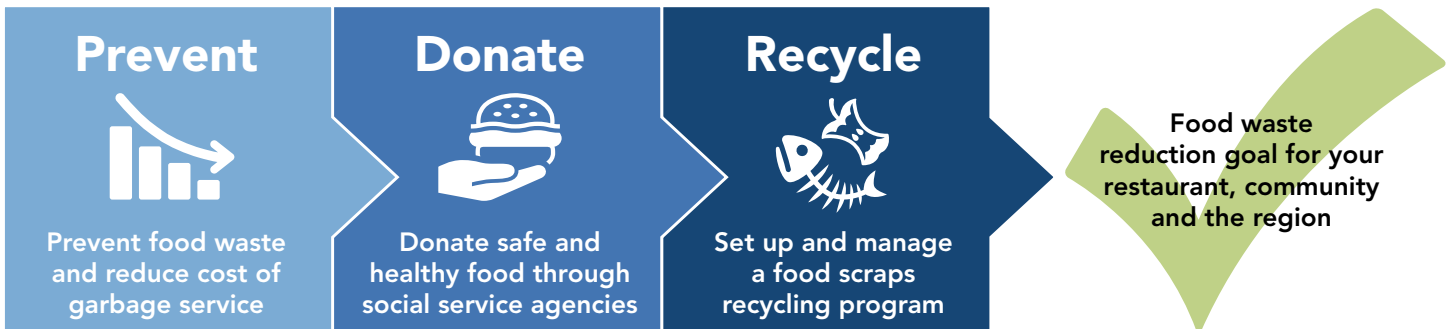 Prevent
Prevent food waste
and reduce cost of
garbage service
Donate
Donate safe and
healthy food through
social service agencies
Recycle
Set up and manage
a food scraps
recycling program
Food waste
reduction goal for your
restaurant, community
and the region